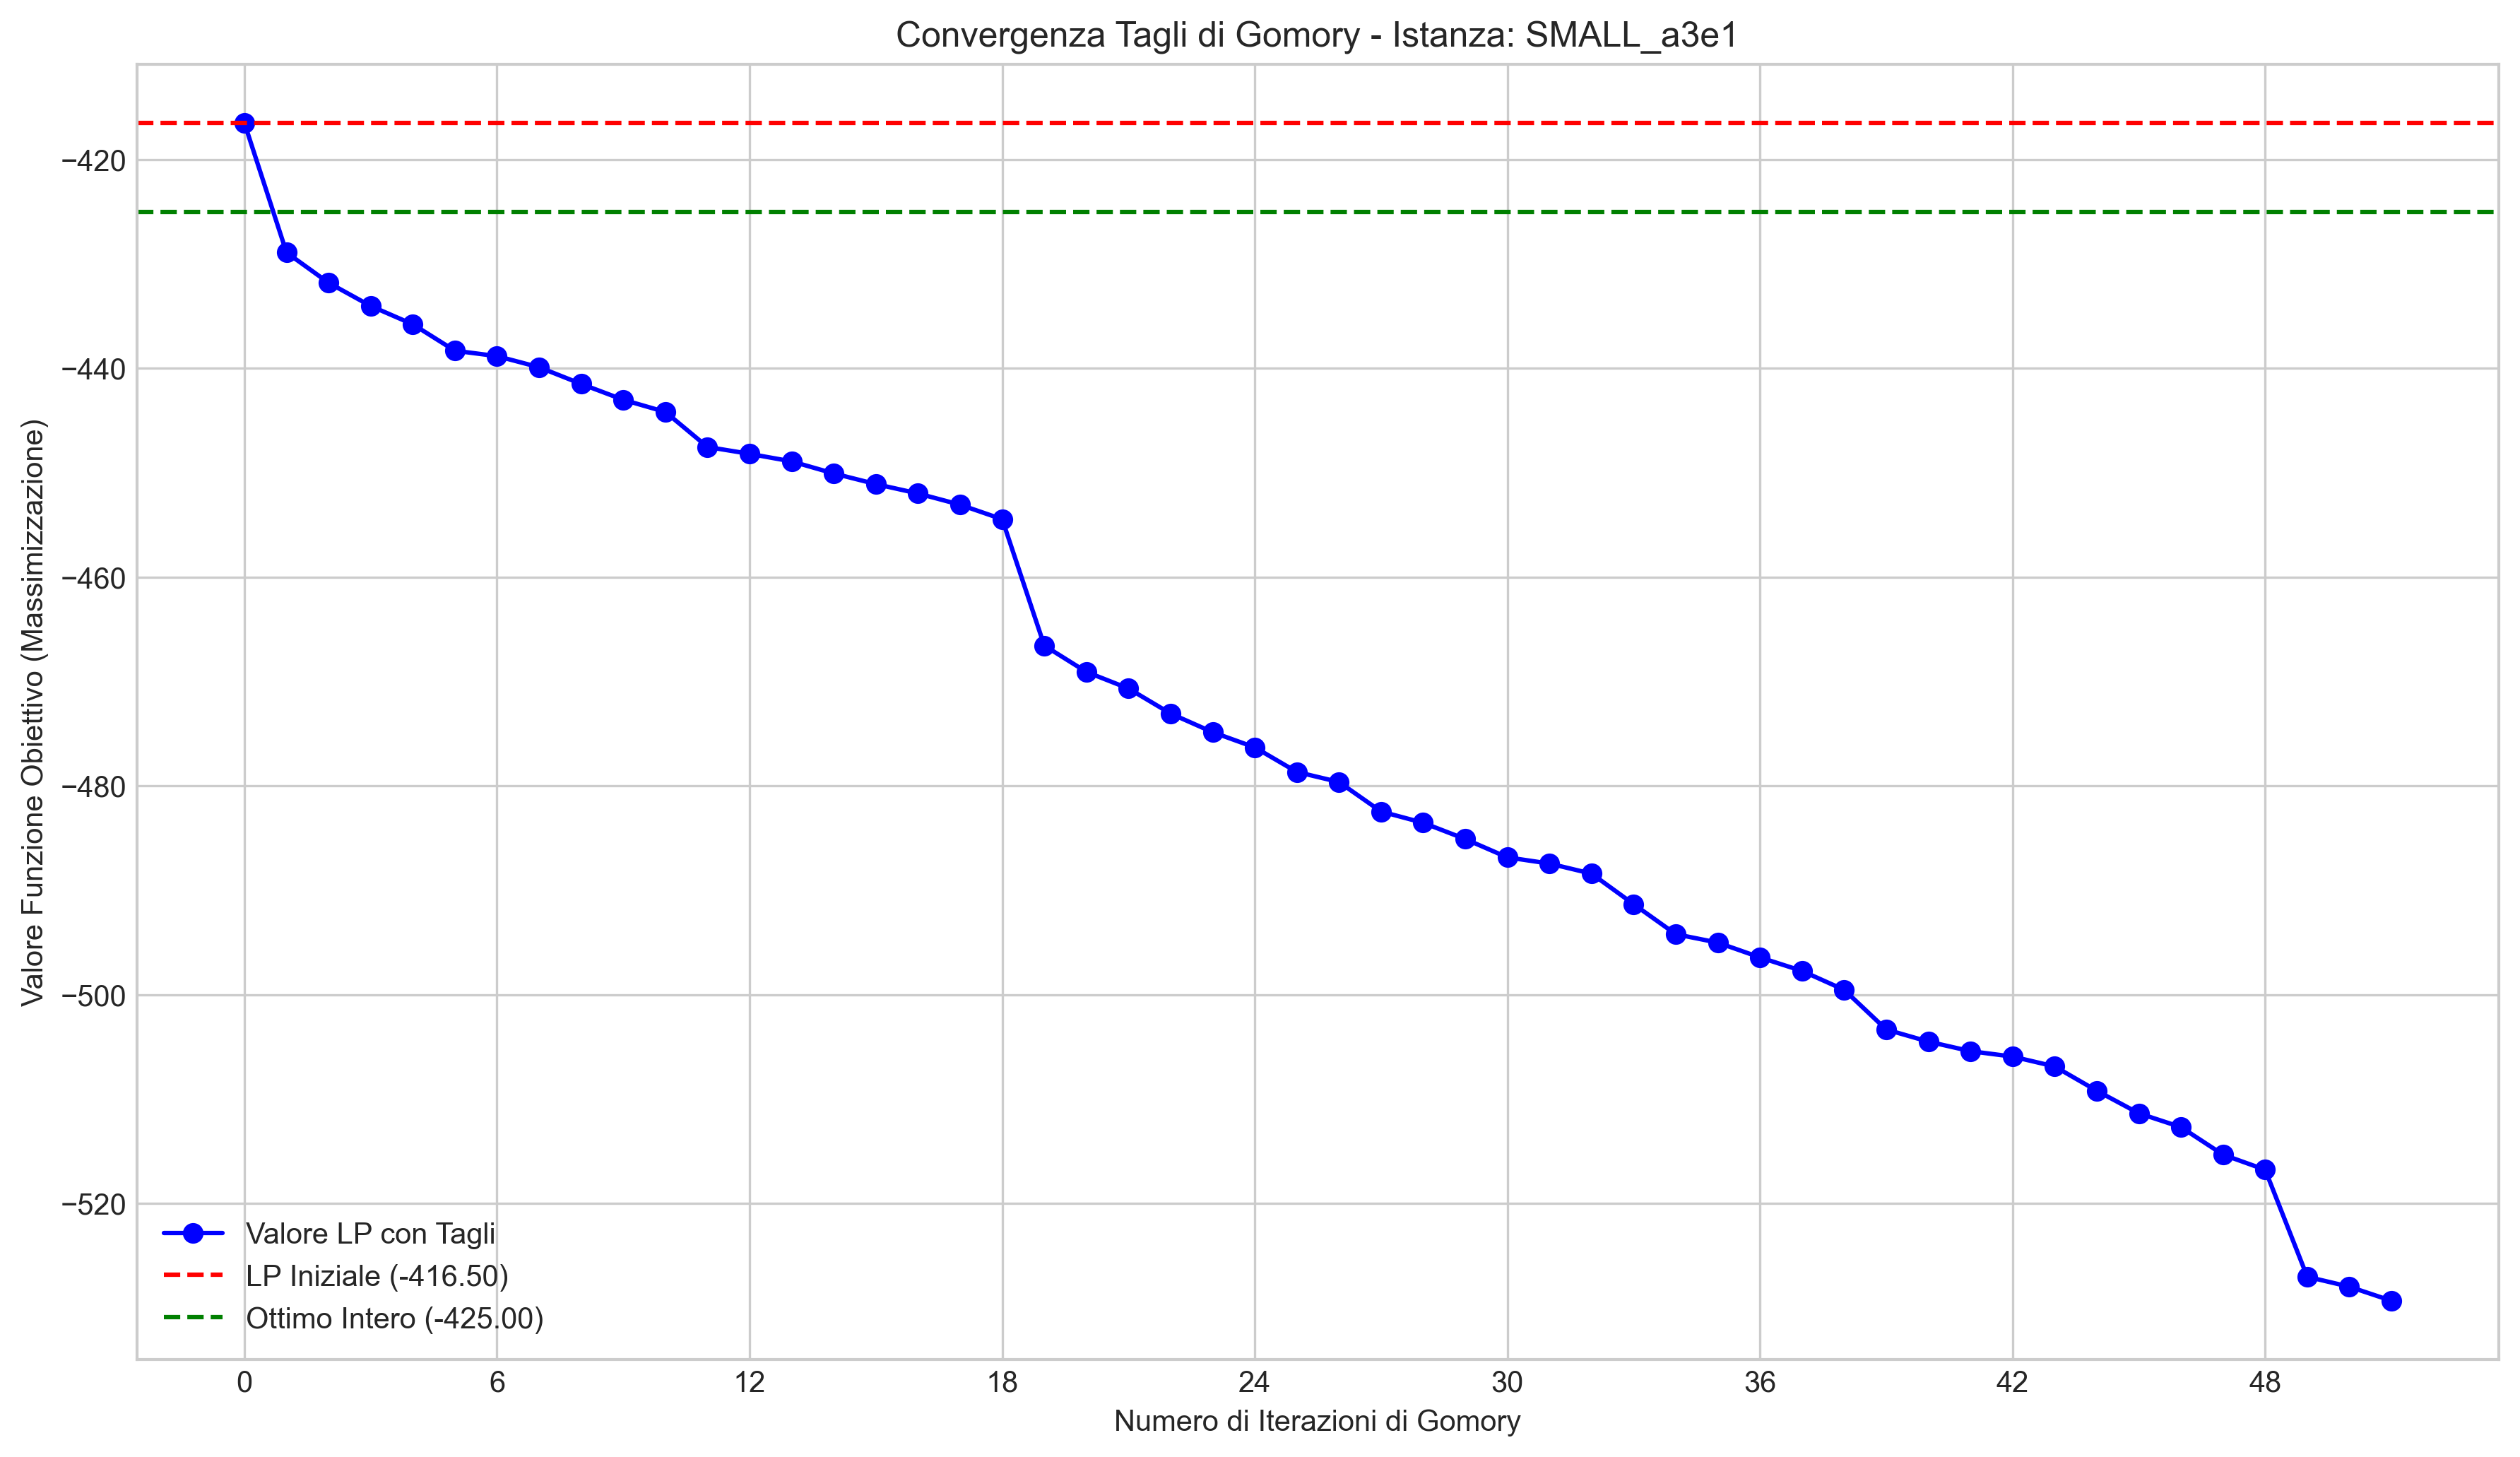 Convergenza Tagli di Gomory - Istanza: SMALL_a3e1
Valore Funzione Obiettivo (Massimizzazione)
−420
−440
−460
−480
−500
−520
Valore LP con Tagli
LP Iniziale (-416.50)
Ottimo Intero (-425.00)
0 6 12 18 24 30 36 42 48
Numero di Iterazioni di Gomory